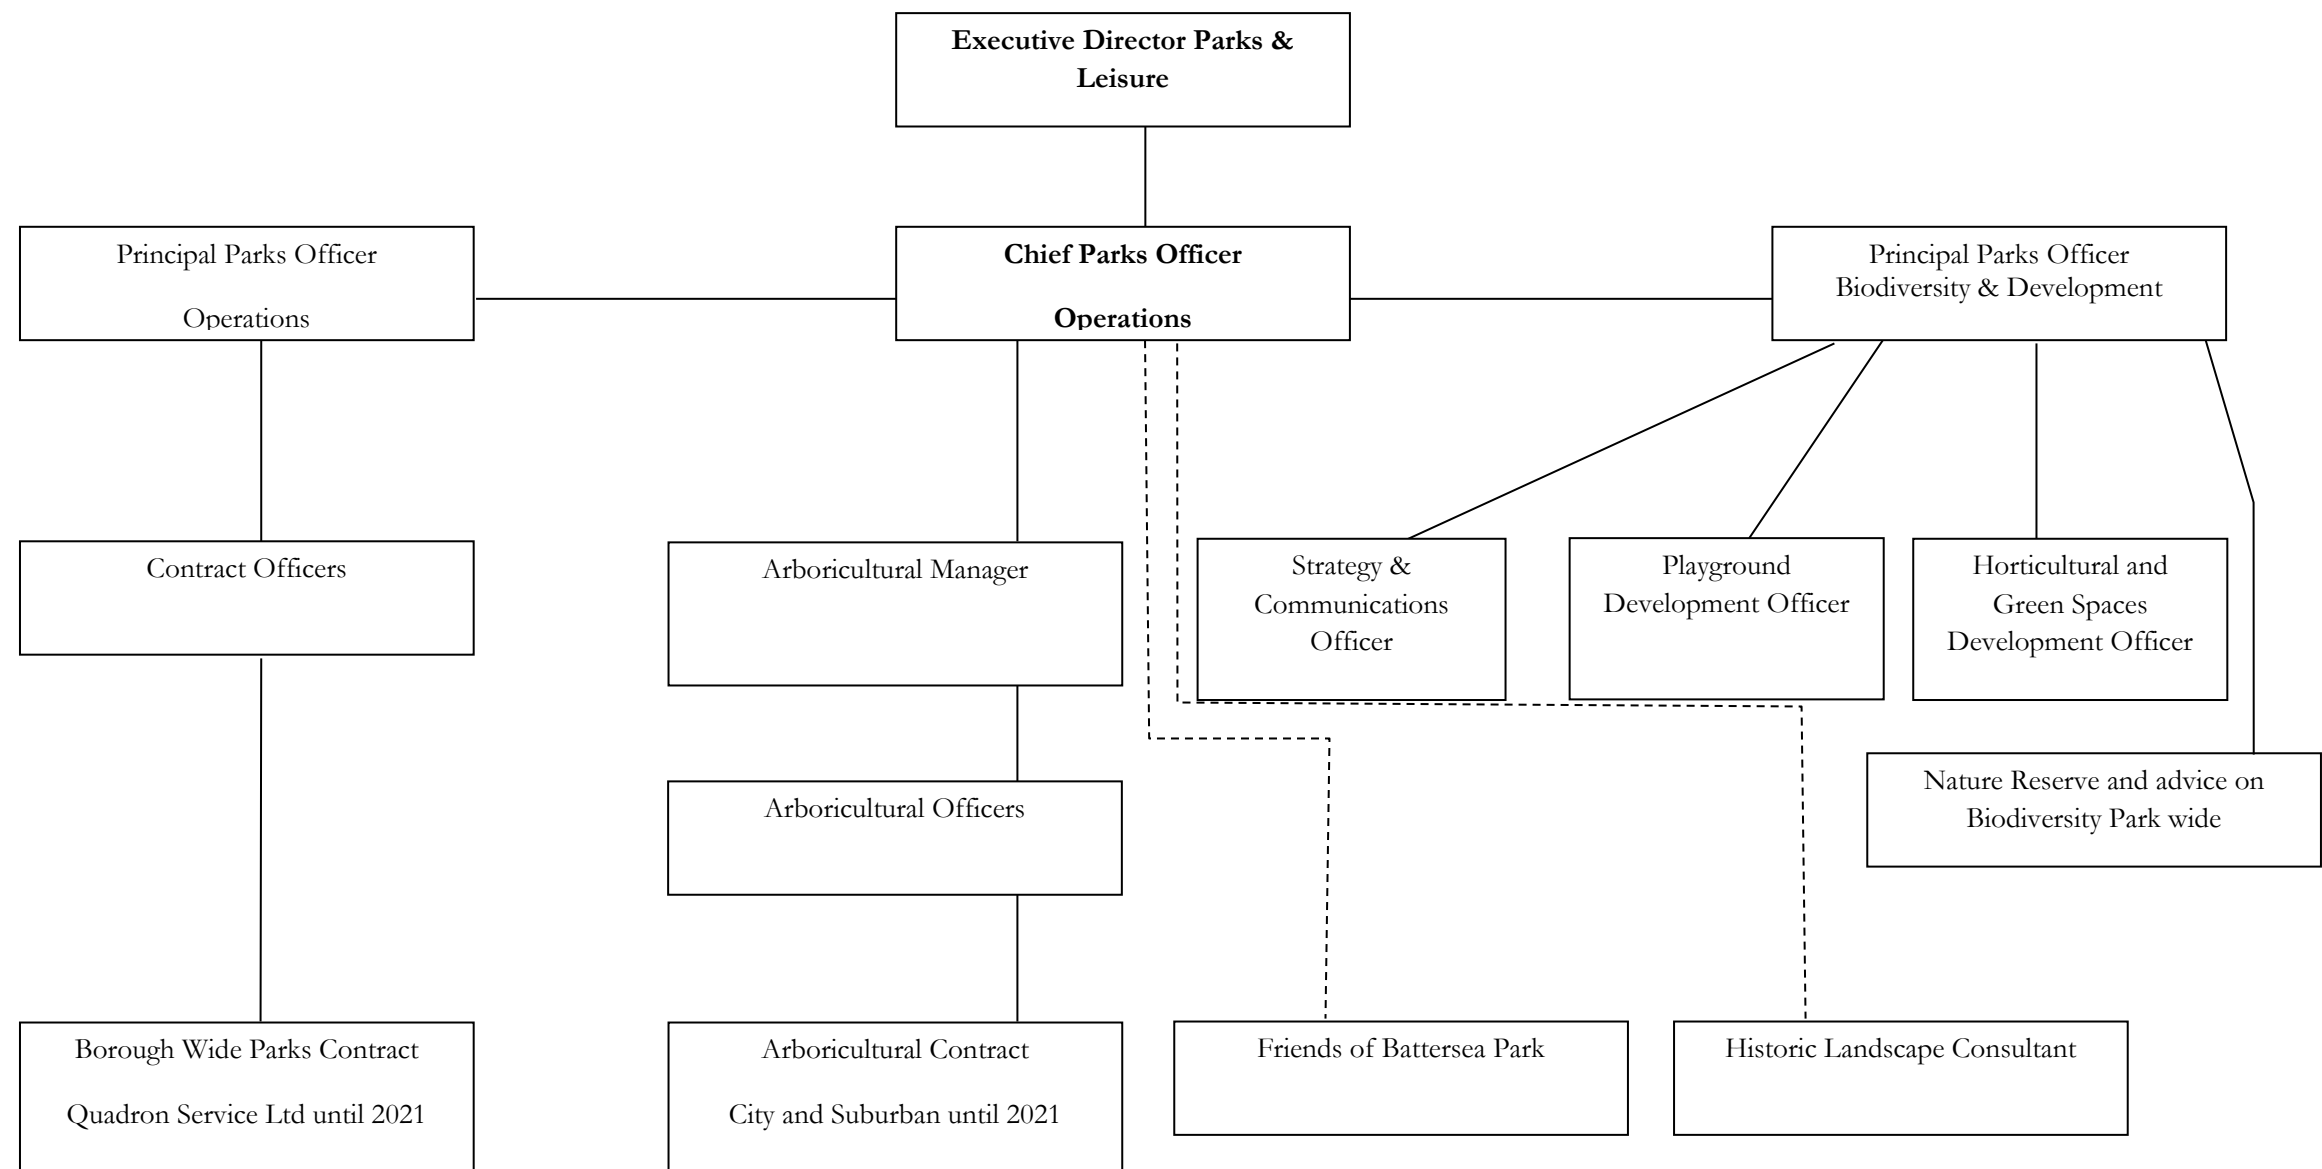 Executive Director Parks &
Leisure
Principal Parks Officer
Operations
Chief Parks Officer
Operations
Principal Parks Officer
Biodiversity & Development
Contract Officers
Arboricultural Manager
Strategy &
Communications
Officer
Playground
Development Officer
Horticultural and
Green Spaces
Development Officer
Arboricultural Officers
Nature Reserve and advice on
Biodiversity Park wide
Borough Wide Parks Contract
Quadron Service Ltd until 2021
Arboricultural Contract
City and Suburban until 2021
Friends of Battersea Park
Historic Landscape Consultant